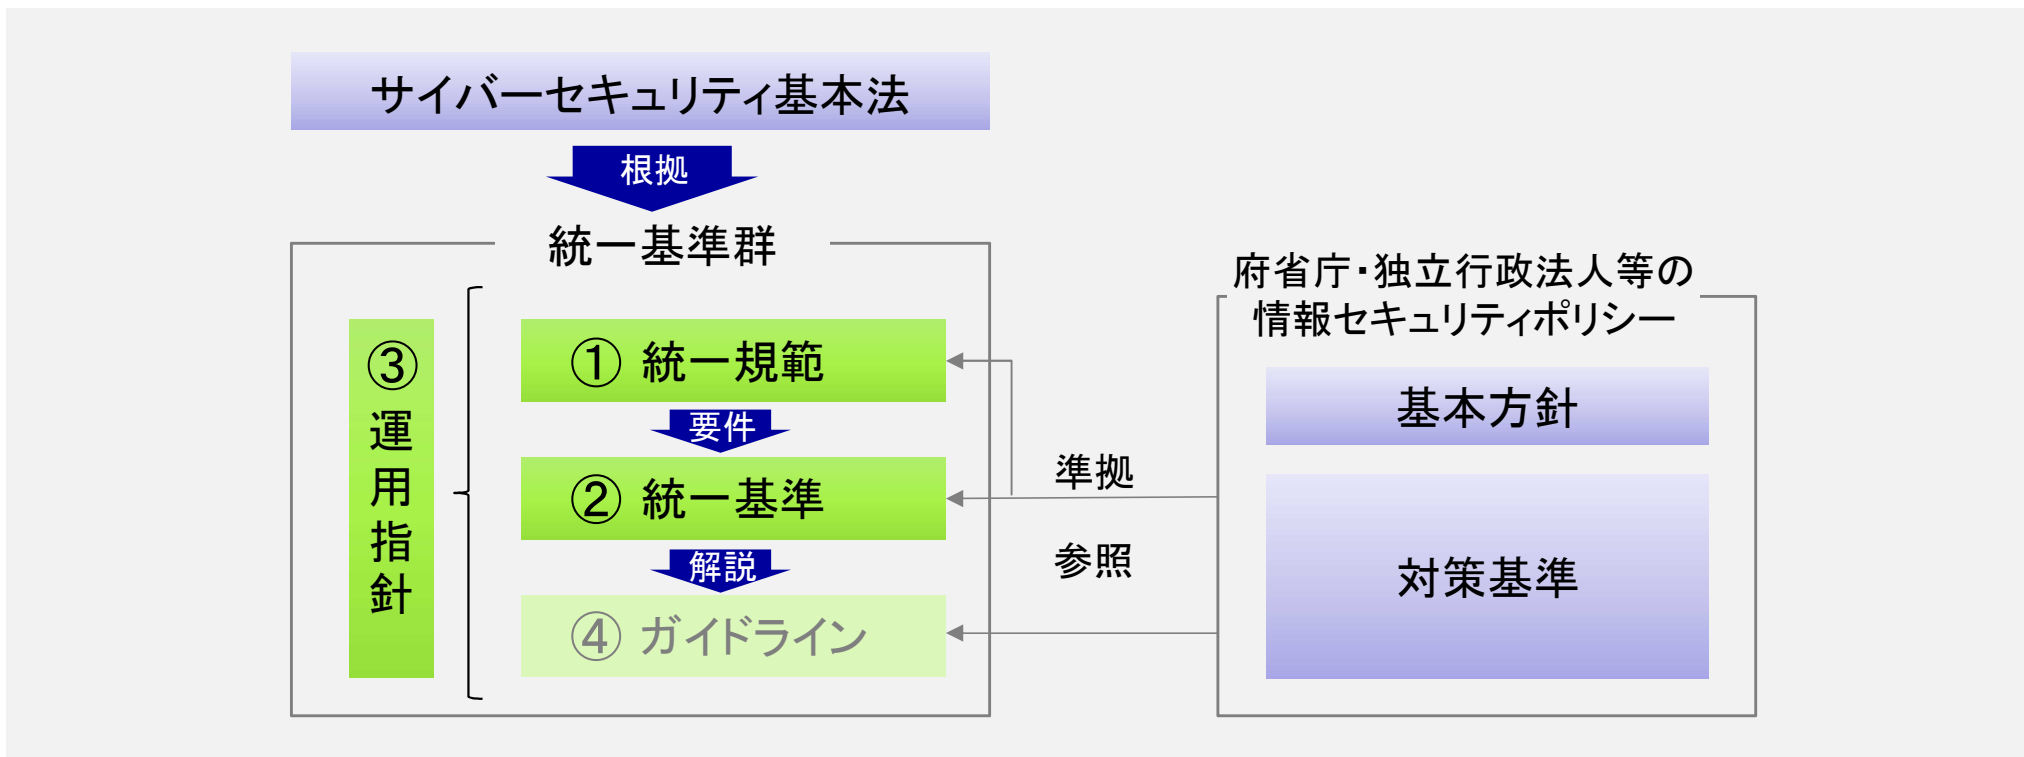 サイバーセキュリティ基本法
根拠
統一基準群
③運用指針
① 統一規範
要件
② 統一基準
解説
④ ガイドライン
準拠
参照
府省庁・独立行政法人等の
情報セキュリティポリシー
基本方針
対策基準